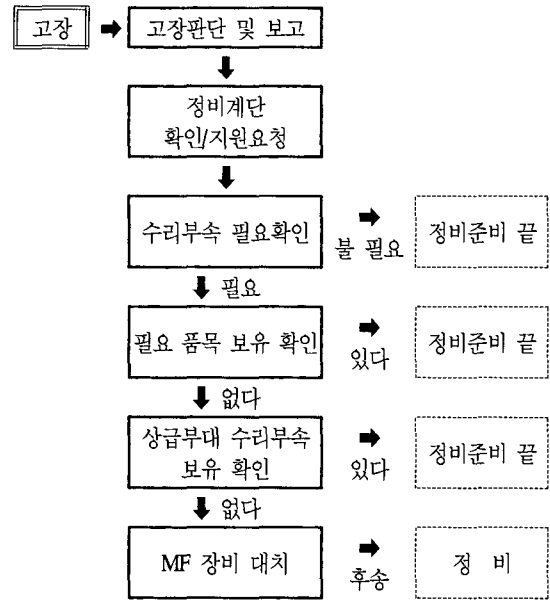 고장
고장판단 및 보고
정비계단
확인/지원요청
수리부속 필요확인
불 필요
정비준비 끝
필요
필요 품목 보유 확인
있다
정비준비 끝
없다
상급부대 수리부속
보유 확인
있다
정비준비 끝
없다
MF 장비 대치
후송
정 비